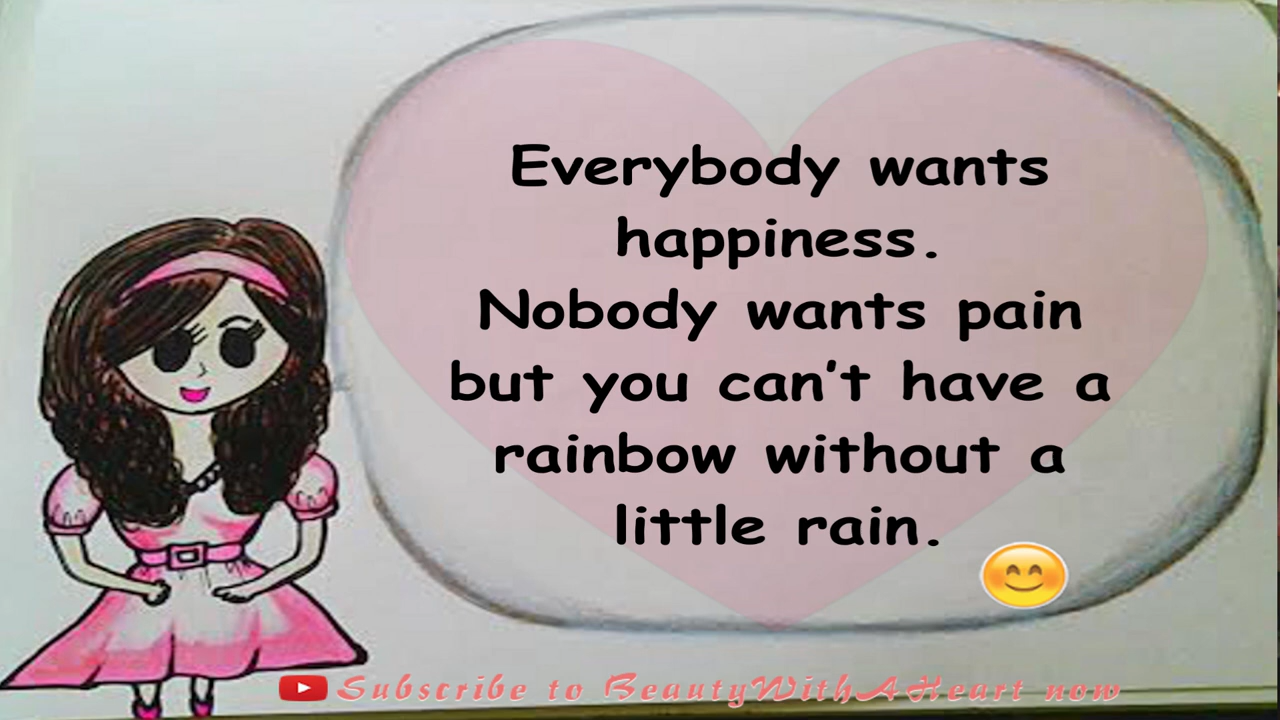 Everybody wants
happiness.
Nobody wants pain
but you can't have a
rainbow without a
little rain.
Subscribe to BeautyWithAHeart now